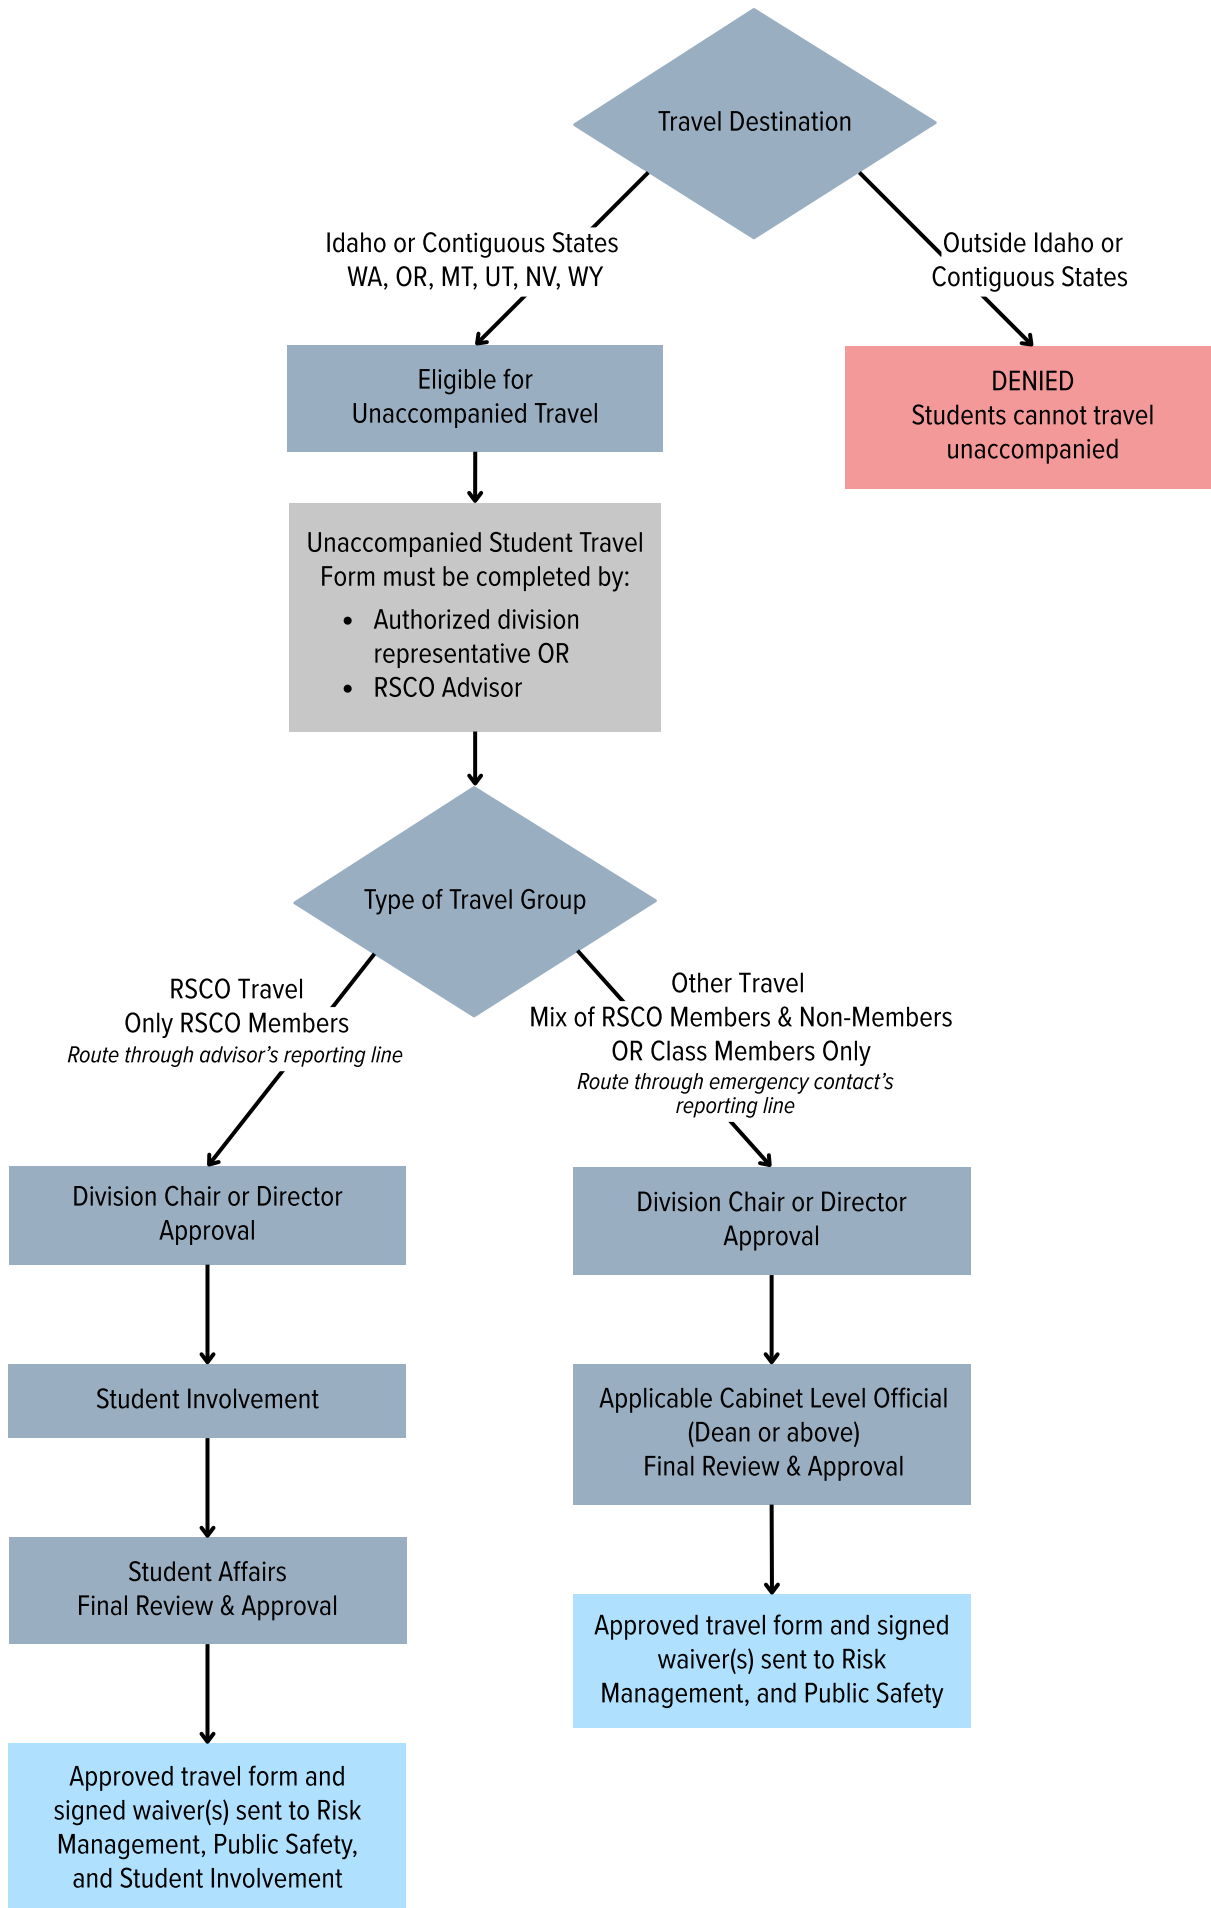 Travel Destination
Idaho or Contiguous States
WA, OR, MT, UT, NV, WY
Outside Idaho or
Contiguous States
Eligible for
Unaccompanied Travel
DENIED
Students cannot travel
unaccompanied
Unaccompanied Student Travel
Form must be completed by:
• Authorized division
representative OR
• RSCO Advisor
Type of Travel Group
RSCO Travel
Only RSCO Members
Route through advisor's reporting line
Other Travel
Mix of RSCO Members & Non-Members
OR Class Members Only
Route through emergency contact's
reporting line
Division Chair or Director
Approval
Student Involvement
Student Affairs
Final Review & Approval
Approved travel form and
signed waiver(s) sent to Risk
Management, Public Safety,
and Student Involvement
Division Chair or Director
Approval
Applicable Cabinet Level Official
(Dean or above)
Final Review & Approval
Approved travel form and signed
waiver(s) sent to Risk
Management, and Public Safety